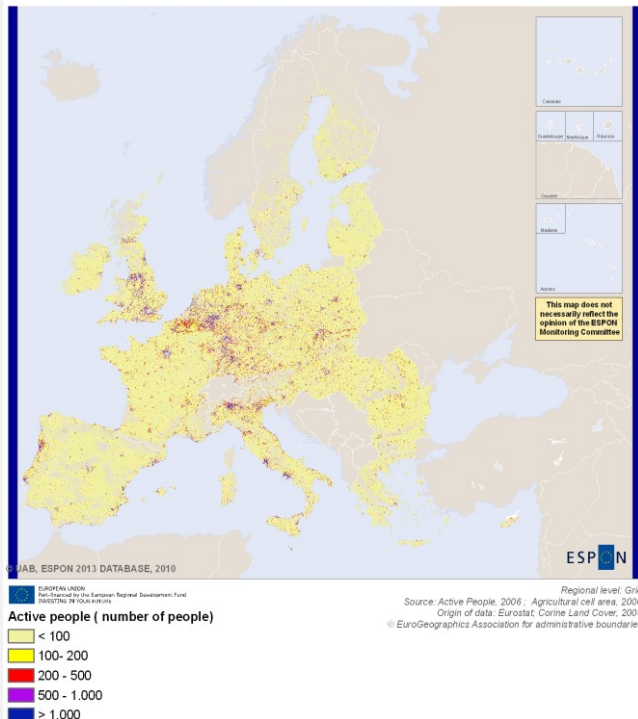 Canarias
Guadeloupe Martinique Réunion
Guyane
Madeira
Azores
This map does not
necessarily reflect the
opinion of the ESPON
Monitoring Committee
ESPON
© UAB, ESPON 2013 DATABASE, 2010
EUROPEAN UNION
Part-financed by the European Regional Development Fund
INVESTING IN YOUR FUTURE
Regional level: Gri
Source: Active People, 2006 ; Agricultural cell area, 200
Origin of data: Eurostat; Corine Land Cover, 200
© EuroGeographics Association for administrative boundarie
Active people ( number of people)
< 100
100- 200
200 - 500
500 - 1.000
> 1.000